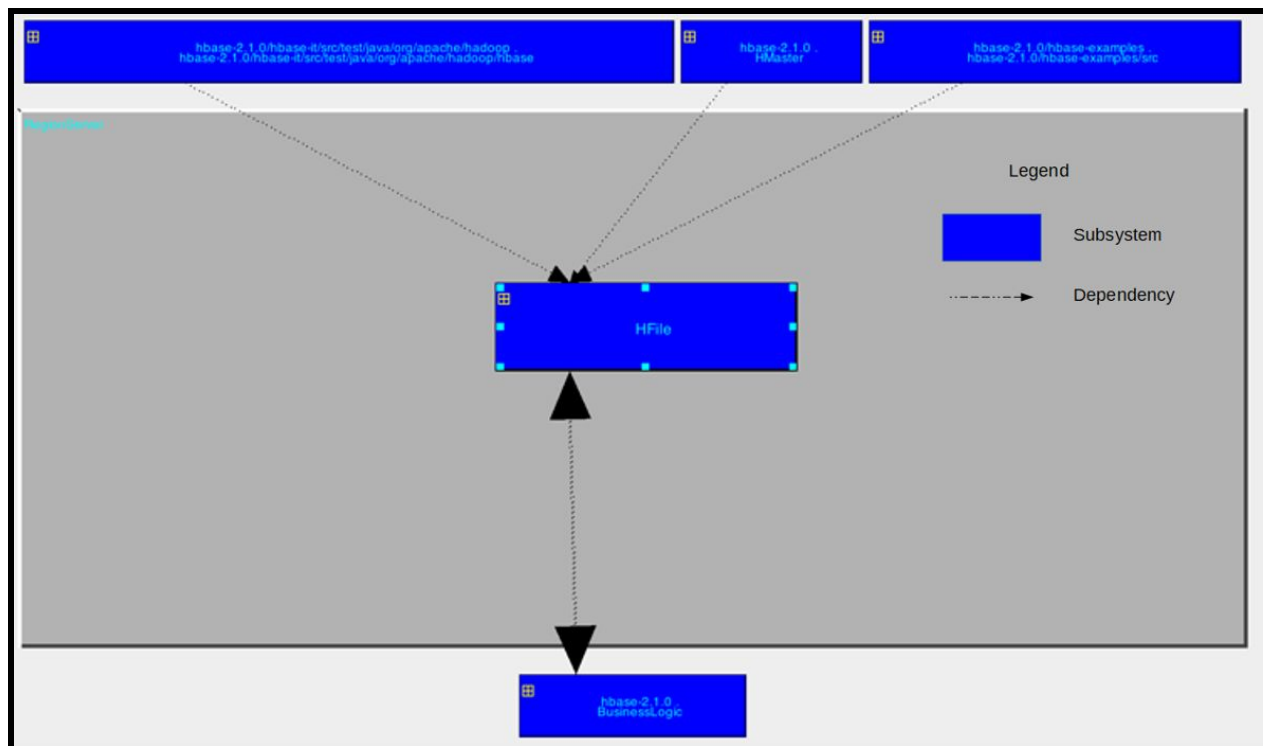 hbase-2.1.0/hbase-it/src/test/java/org/apache/hadoop .
hbase-2.1.0/hbase-it/src/test/java/org/apache/hadoop/hbase
hbase-2.1.0 .
HMaster
hbase-2.1.0/hbase-examples .
hbase-2.1.0/hbase-examples/src
RegionServer
Legend
Subsystem
Dependency
HFile
hbase-2.1.0 .
BusinessLogic